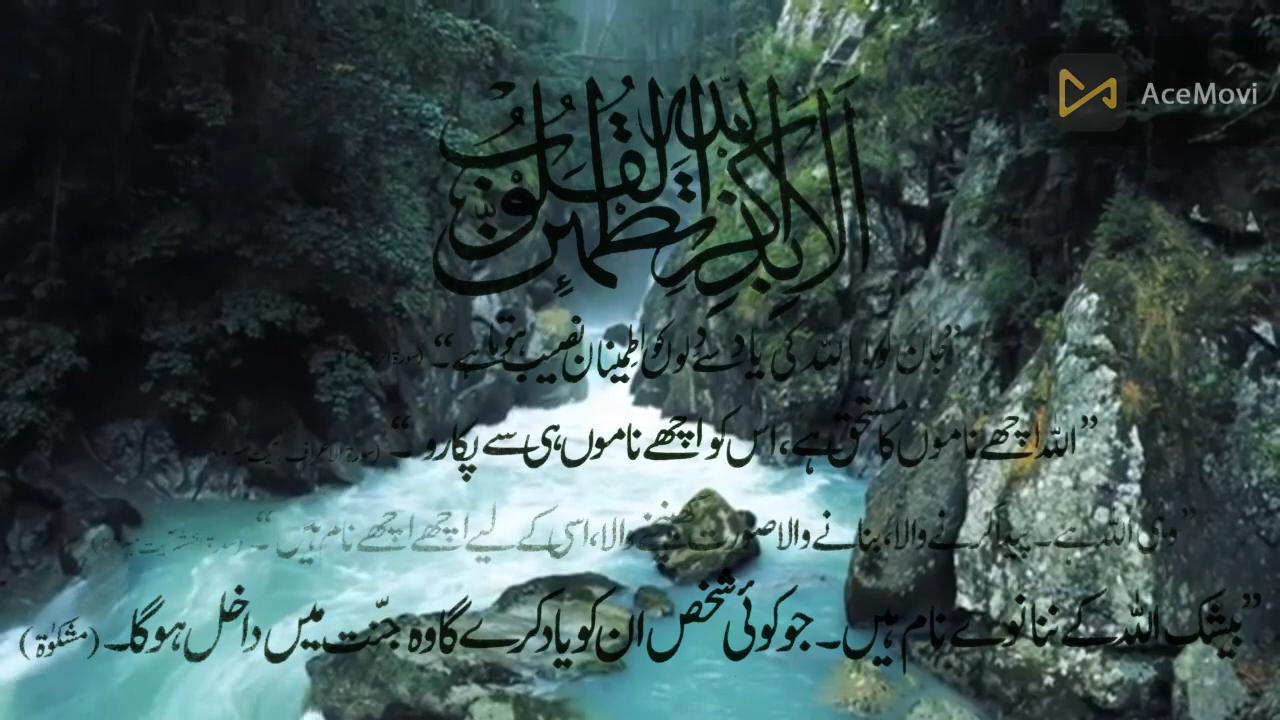 AceMovi
اَلَا بِذِكْرِ اللّٰهِ تَطْمَئِنُّ الْقُلُوْبُ
”جان لو! اللہ کی یاد سے دلوں کو اطمینان نصیب ہوتا ہے“۔
”اللہ اچھے ناموں کا مستحق ہے، اس کو اچھے ناموں ہی سے پکارو۔“ (سورۃ الاعراف
”وہی اللہ ہے۔ پیدا کرنے والا، بنانے والا صورت کھینچنے والا، اسی کے لیے اچھے اچھے نام ہیں“۔
”بیشک اللہ کے ننانوے نام ہیں۔ جو کوئی شخص ان کو یاد کرے گا وہ جنّت میں داخل ہوگا۔ (مشکوٰۃ)